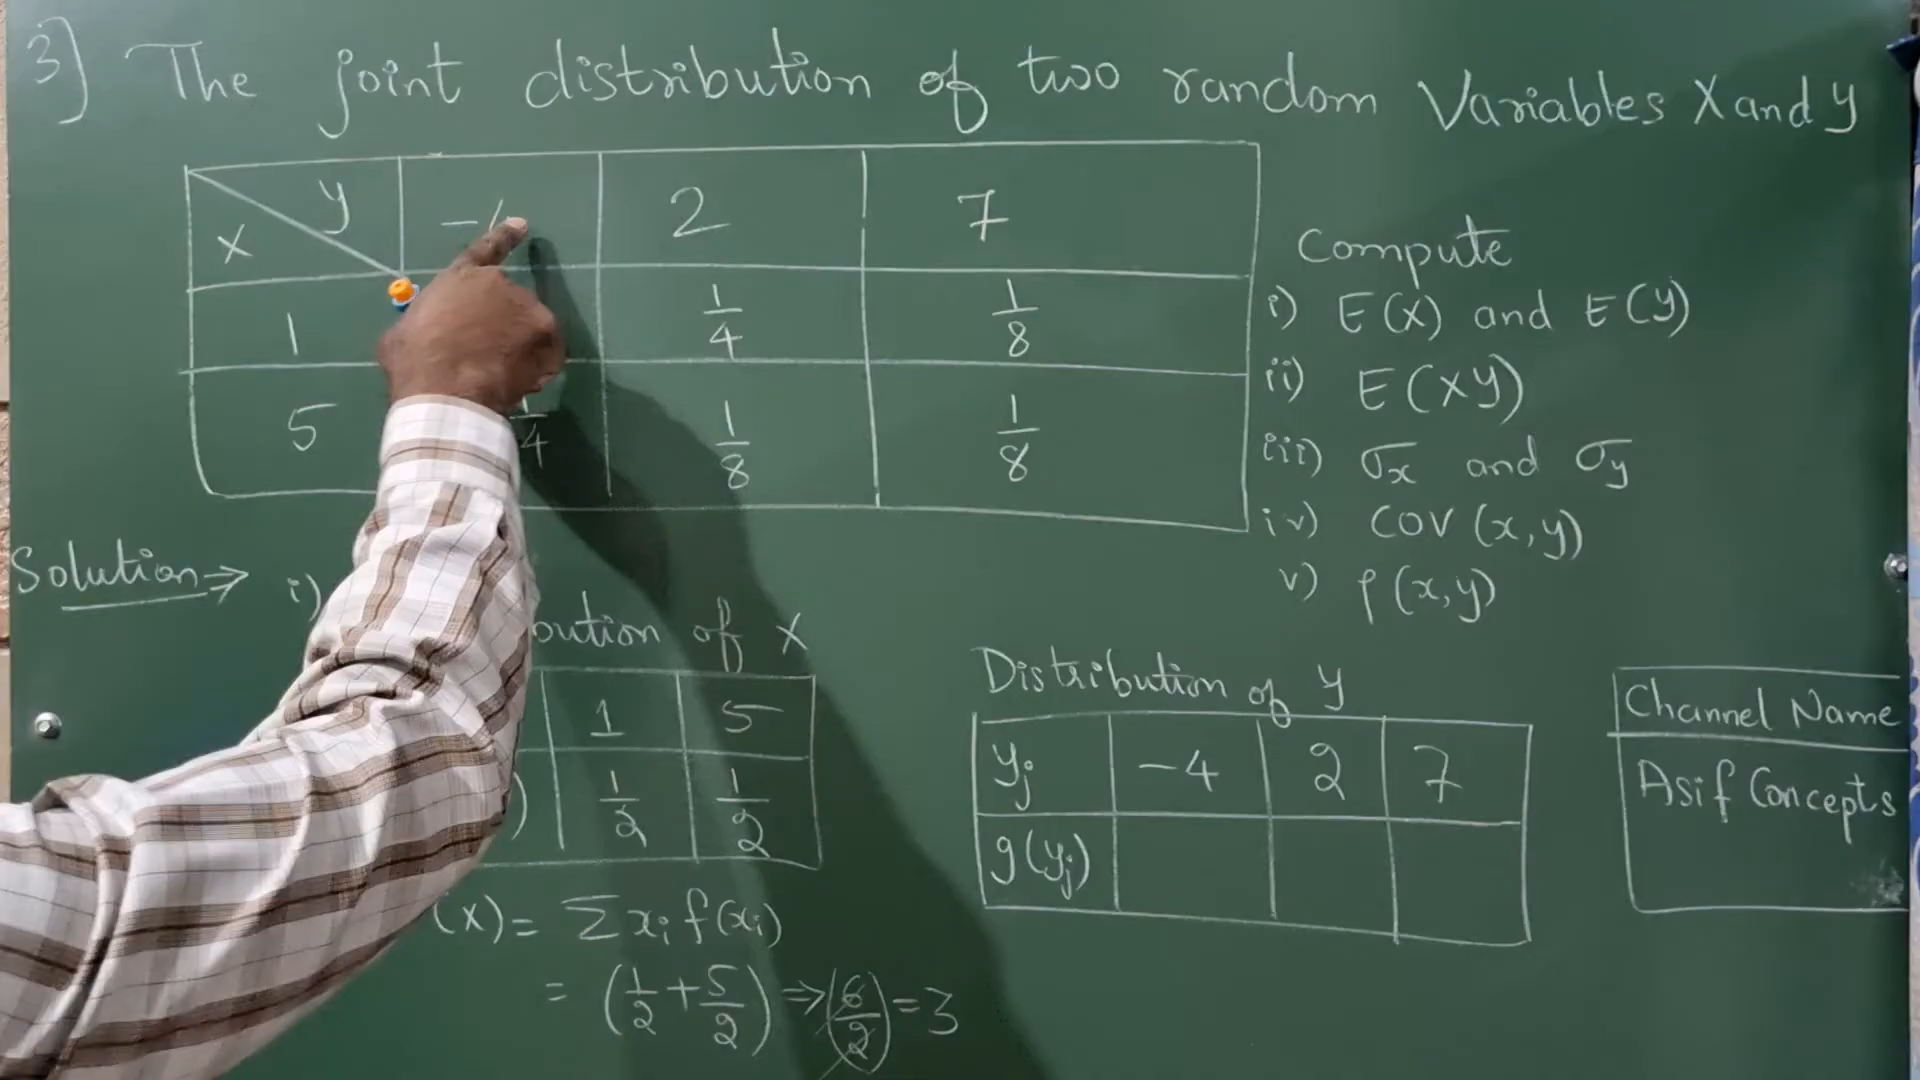 3] The joint distribution of two random Variables X and Y
y 2 7
x
1 1/4 1/8
5 1/4 1/8 1/8
Compute
i) E(X) and E(Y)
ii) E(XY)
iii) σx and σy
iv) COV (x,y)
v) ρ(x,y)
Solution→ i)
of X
1 5
1/2 1/2
(X) = Σ xi f(xi)
= (1/2 + 5/2) ⇒ (6/2) = 3
Distribution of Y
yj -4 2 7
g(yj)
Channel Name
Asif Concepts